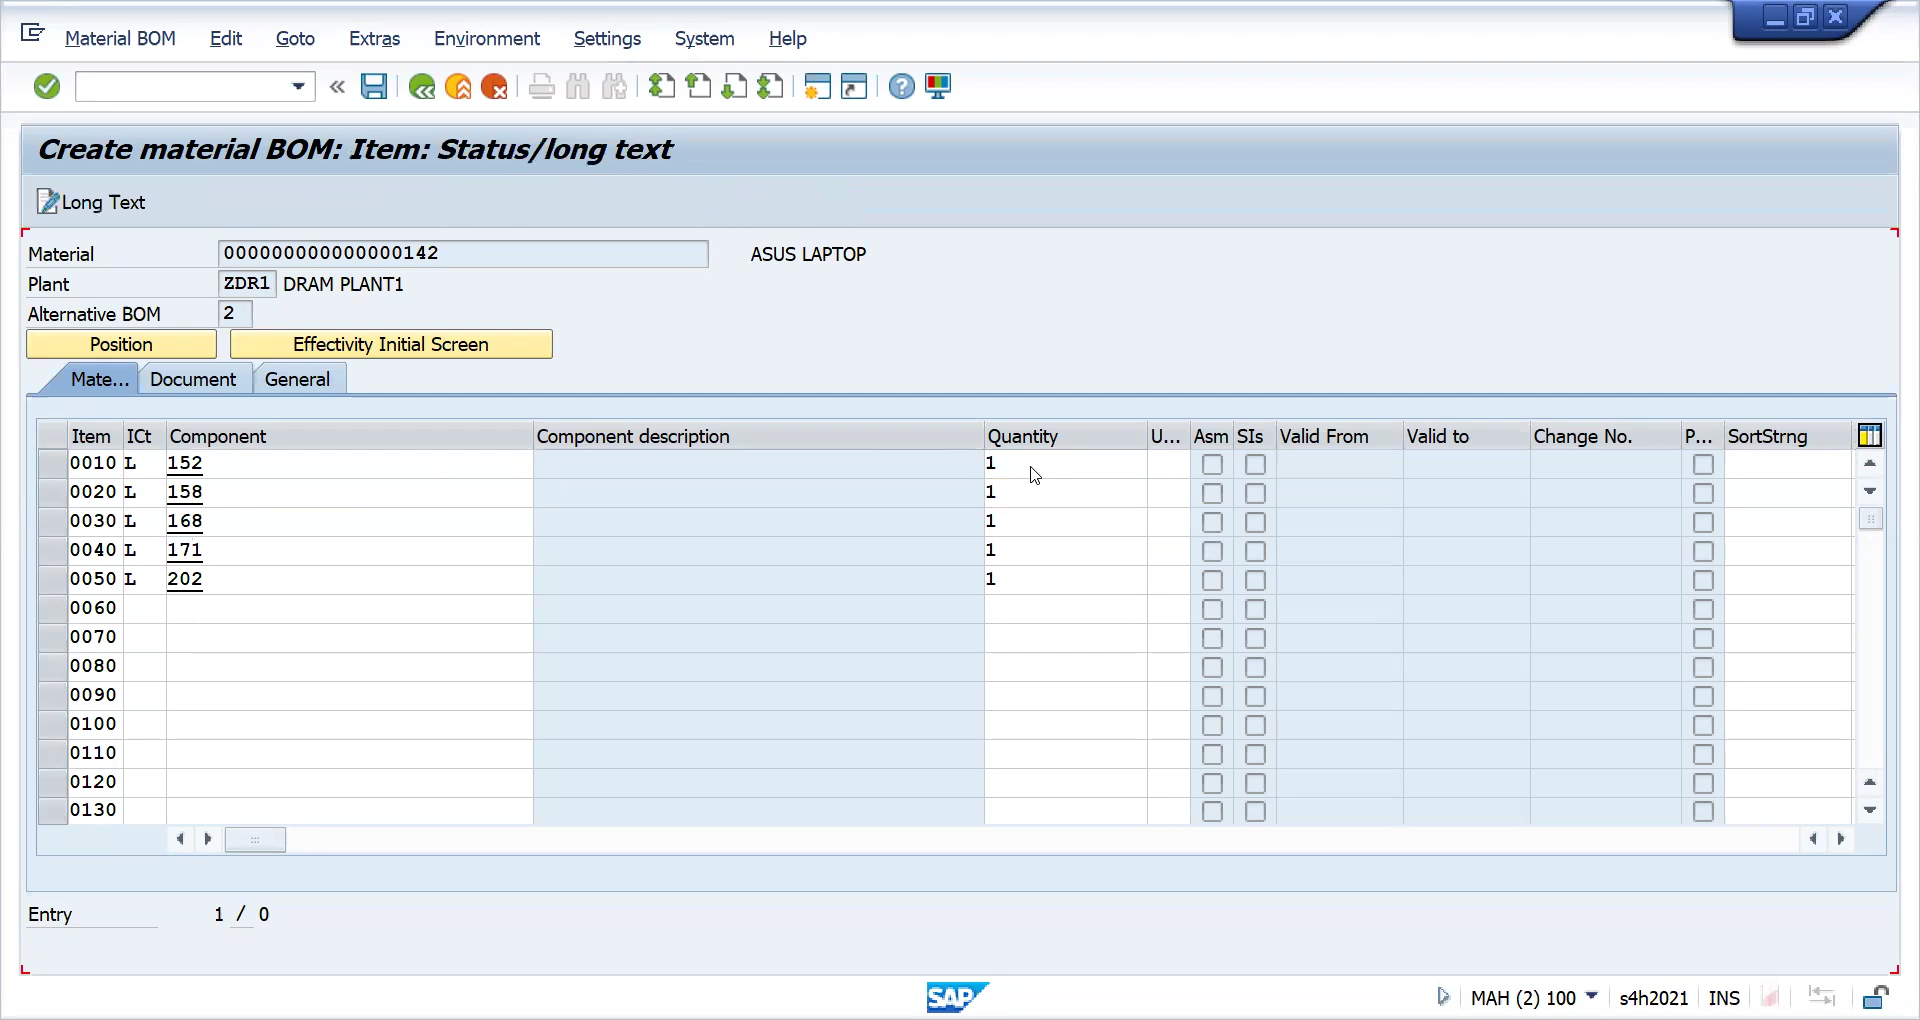 Material BOM Edit Goto Extras Environment Settings System Help
Create material BOM: Item: Status/long text
Long Text
Material 000000000000000142 ASUS LAPTOP
Plant ZDR1 DRAM PLANT1
Alternative BOM 2
Position Effectivity Initial Screen
Mate... Document General
Item ICt Component Component description Quantity U... Asm SIs Valid From Valid to Change No. P... SortStrng
0010 L 152 1
0020 L 158 1
0030 L 168 1
0040 L 171 1
0050 L 202 1
0060
0070
0080
0090
0100
0110
0120
0130
Entry 1 / 0
SAP MAH (2) 100 s4h2021 INS